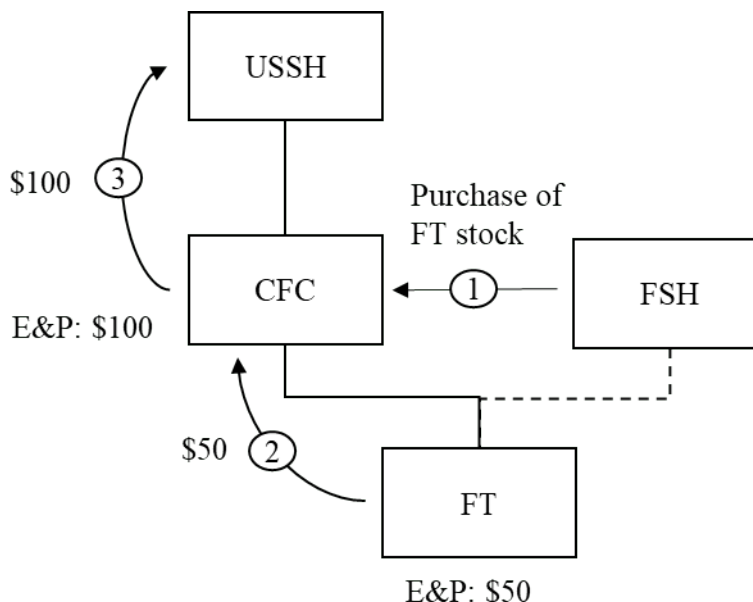 USSH
$100
3
Purchase of
FT stock
CFC
1
FSH
E&P: $100
$50
2
FT
E&P: $50